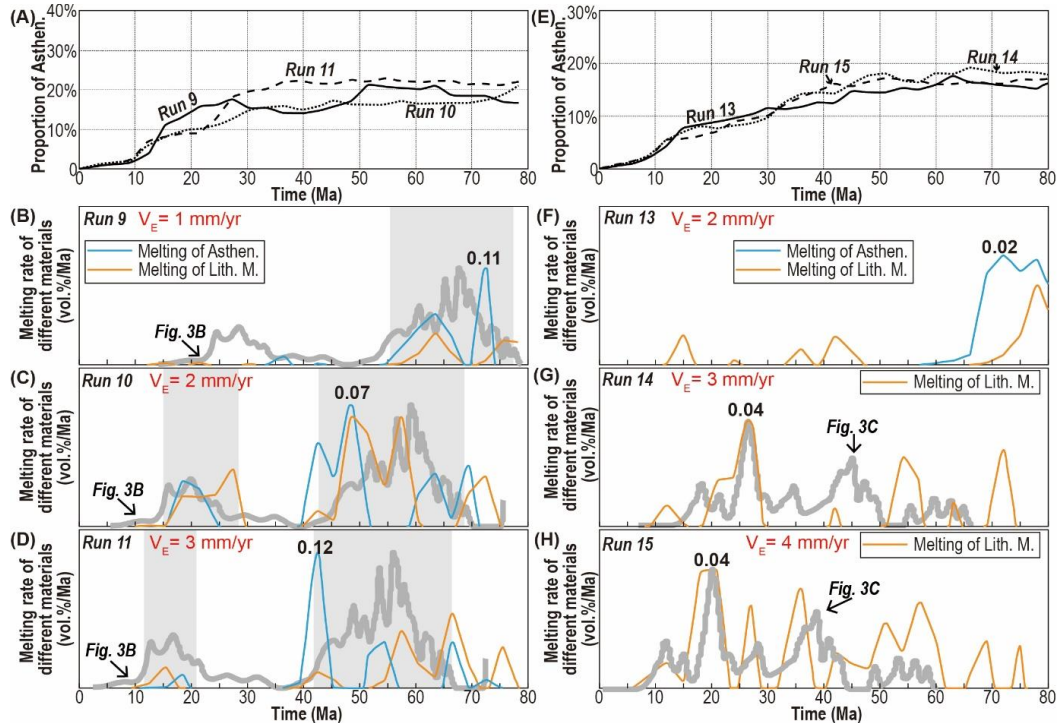 (A)
40%
30%
20%
10%
0
Proportion of Asthen.
Run 9
Run 11
Run 10
0 10 20 30 40 50 60 70 80
Time (Ma)
(B)
Run 9 V_E = 1 mm/yr
Melting of Asthen.
Melting of Lith. M.
Melting rate of
different materials
(vol.%/Ma)
Fig. 3B
0.11
(C)
Run 10 V_E = 2 mm/yr
Melting rate of
different materials
(vol.%/Ma)
Fig. 3B
0.07
(D)
Run 11 V_E = 3 mm/yr
Melting rate of
different materials
(vol.%/Ma)
Fig. 3B
0.12
0 10 20 30 40 50 60 70 80
Time (Ma)
(E)
30%
20%
10%
0
Proportion of Asthen.
Run 13
Run 15
Run 14
0 10 20 30 40 50 60 70 80
Time (Ma)
(F)
Run 13 V_E = 2 mm/yr
Melting of Asthen.
Melting of Lith. M.
Melting rate of
different materials
(vol.%/Ma)
0.02
(G)
Run 14 V_E = 3 mm/yr
Melting of Lith. M.
Melting rate of
different materials
(vol.%/Ma)
0.04
Fig. 3C
(H)
Run 15 V_E = 4 mm/yr
Melting of Lith. M.
Melting rate of
different materials
(vol.%/Ma)
0.04
Fig. 3C
0 10 20 30 40 50 60 70 80
Time (Ma)